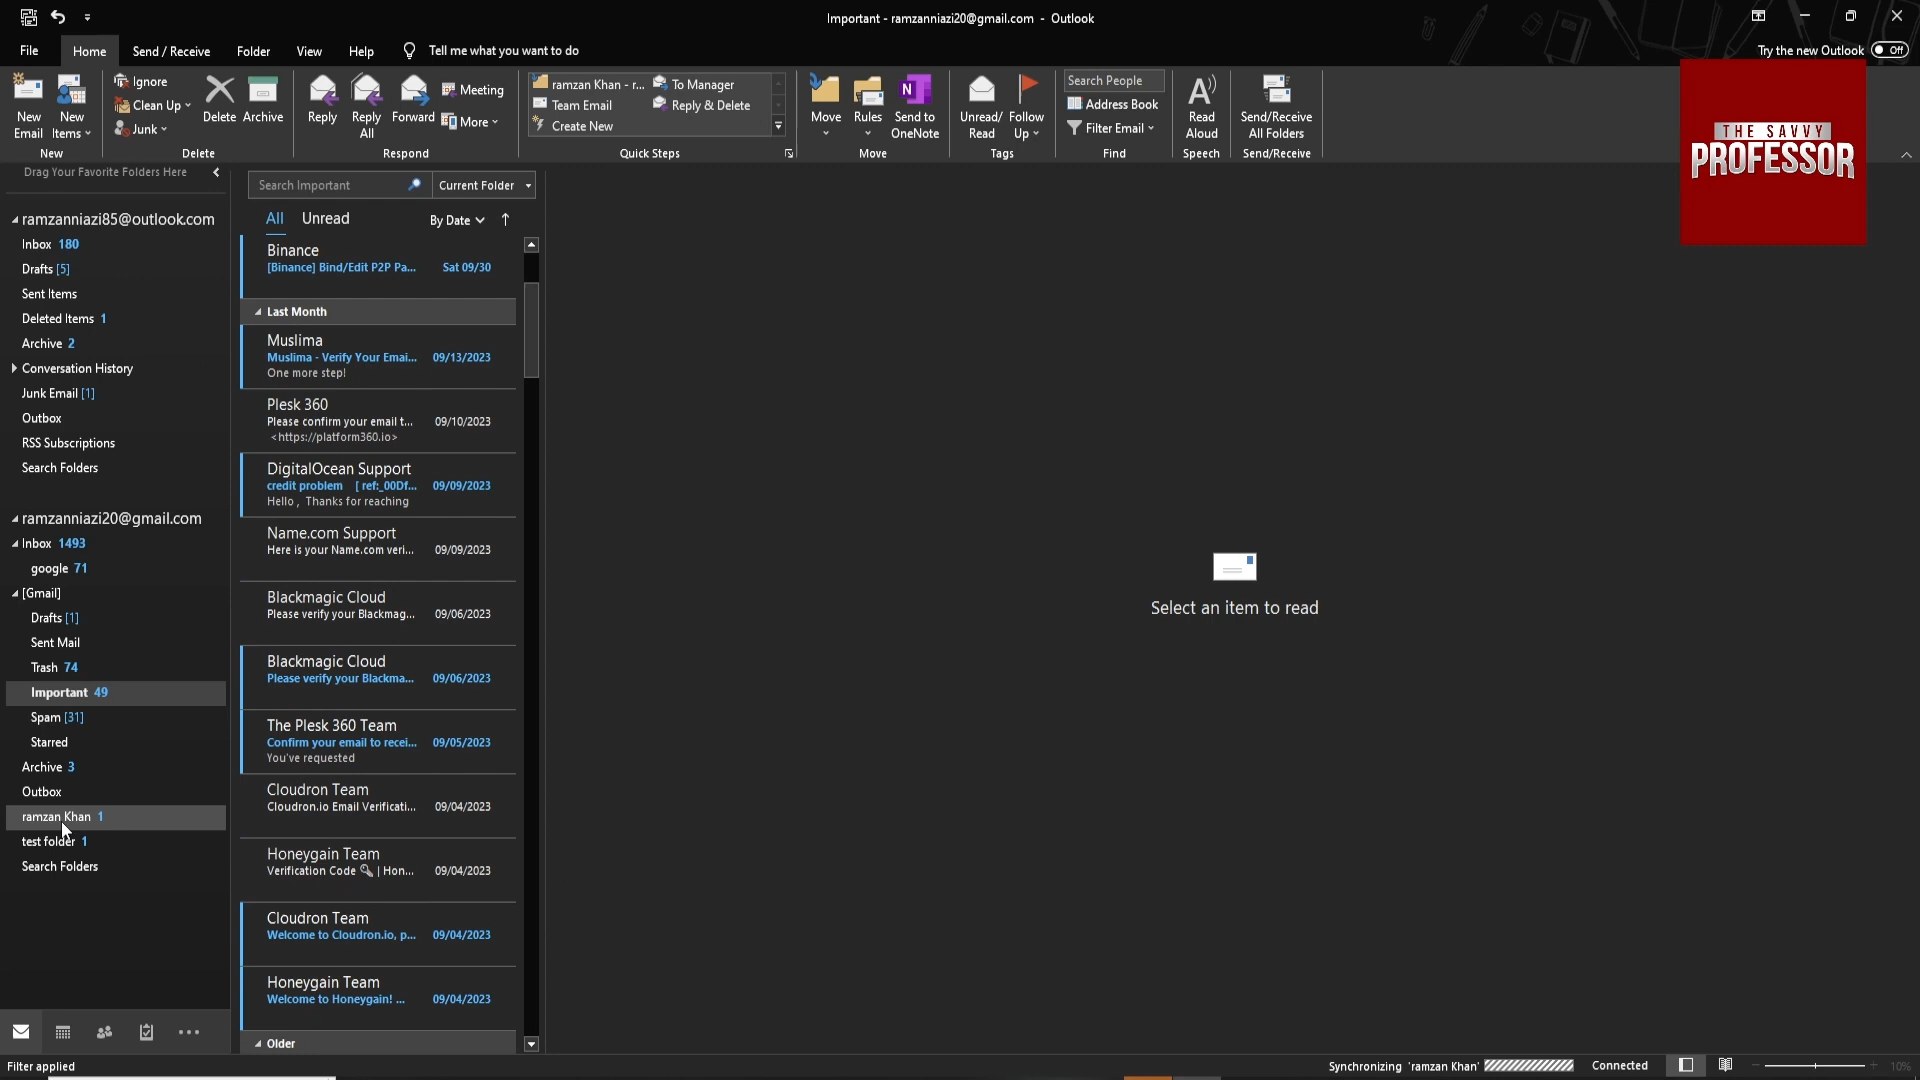 Important - ramzanniazi20@gmail.com - Outlook
File Home Send / Receive Folder View Help Tell me what you want to do
Try the new Outlook Off
New Email
New Items
New
Ignore
Clean Up
Junk
Delete
Archive
Delete
Reply
Reply All
Forward
Meeting
More
Respond
ramzan Khan - r...
Team Email
Create New
To Manager
Reply & Delete
Quick Steps
Move
Rules
Send to OneNote
N
Move
Unread/ Read
Follow Up
Tags
Search People
Address Book
Filter Email
Find
Read Aloud
Speech
Send/Receive All Folders
Send/Receive
THE SAVVY
PROFESSOR
Drag Your Favorite Folders Here
ramzanniazi85@outlook.com
Inbox 180
Drafts [5]
Sent Items
Deleted Items 1
Archive 2
Conversation History
Junk Email [1]
Outbox
RSS Subscriptions
Search Folders
ramzanniazi20@gmail.com
Inbox 1493
google 71
[Gmail]
Drafts [1]
Sent Mail
Trash 74
Important 49
Spam [31]
Starred
Archive 3
Outbox
ramzan Khan 1
test folder 1
Search Folders
Search Important
Current Folder
All Unread By Date
Binance
[Binance] Bind/Edit P2P Pa... Sat 09/30
Last Month
Muslima
Muslima - Verify Your Emai... 09/13/2023
One more step!
Plesk 360
Please confirm your email t... 09/10/2023
<https://platform360.io>
DigitalOcean Support
credit problem [ ref:_00Df... 09/09/2023
Hello , Thanks for reaching
Name.com Support
Here is your Name.com veri... 09/09/2023
Blackmagic Cloud
Please verify your Blackmag... 09/06/2023
Blackmagic Cloud
Please verify your Blackma... 09/06/2023
The Plesk 360 Team
Confirm your email to recei... 09/05/2023
You've requested
Cloudron Team
Cloudron.io Email Verificati... 09/04/2023
Honeygain Team
Verification Code 🔍 | Hon... 09/04/2023
Cloudron Team
Welcome to Cloudron.io, p... 09/04/2023
Honeygain Team
Welcome to Honeygain! ... 09/04/2023
Older
Select an item to read
Filter applied
Synchronizing 'ramzan Khan'
Connected
10%